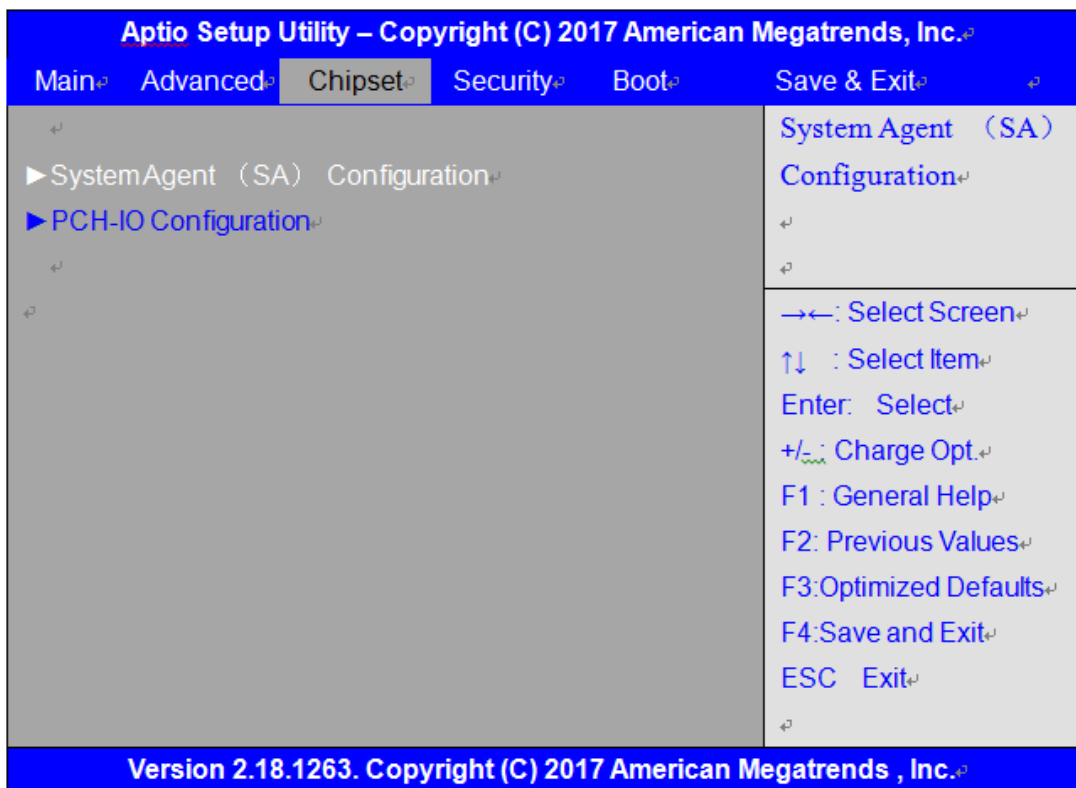 Aptio Setup Utility – Copyright (C) 2017 American Megatrends, Inc.
Main Advanced Chipset Security Boot Save & Exit
►System Agent （SA） Configuration
►PCH-IO Configuration
System Agent （SA）
Configuration
→←: Select Screen
↑↓ : Select Item
Enter: Select
+/- : Charge Opt.
F1 : General Help
F2: Previous Values
F3:Optimized Defaults
F4:Save and Exit
ESC Exit
Version 2.18.1263. Copyright (C) 2017 American Megatrends , Inc.